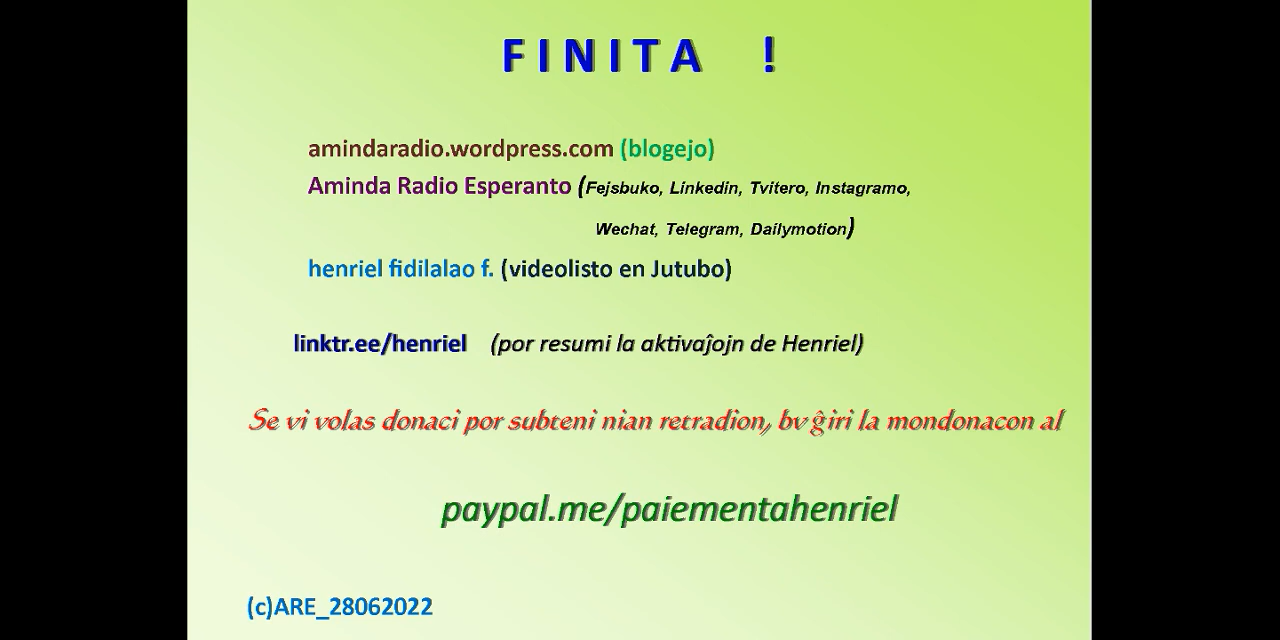 F I N I T A !
amindaradio.wordpress.com (blogejo)
Aminda Radio Esperanto (Fejsbuko, Linkedin, Tvitero, Instagramo,
Wechat, Telegram, Dailymotion)
henriel fidilalao f. (videolisto en Jutubo)
linktr.ee/henriel (por resumi la aktivaĵojn de Henriel)
Se vi volas donaci por subteni nian retradion, bv ĝiri la mondonacon al
paypal.me/paiementahenriel
(c)ARE_28062022